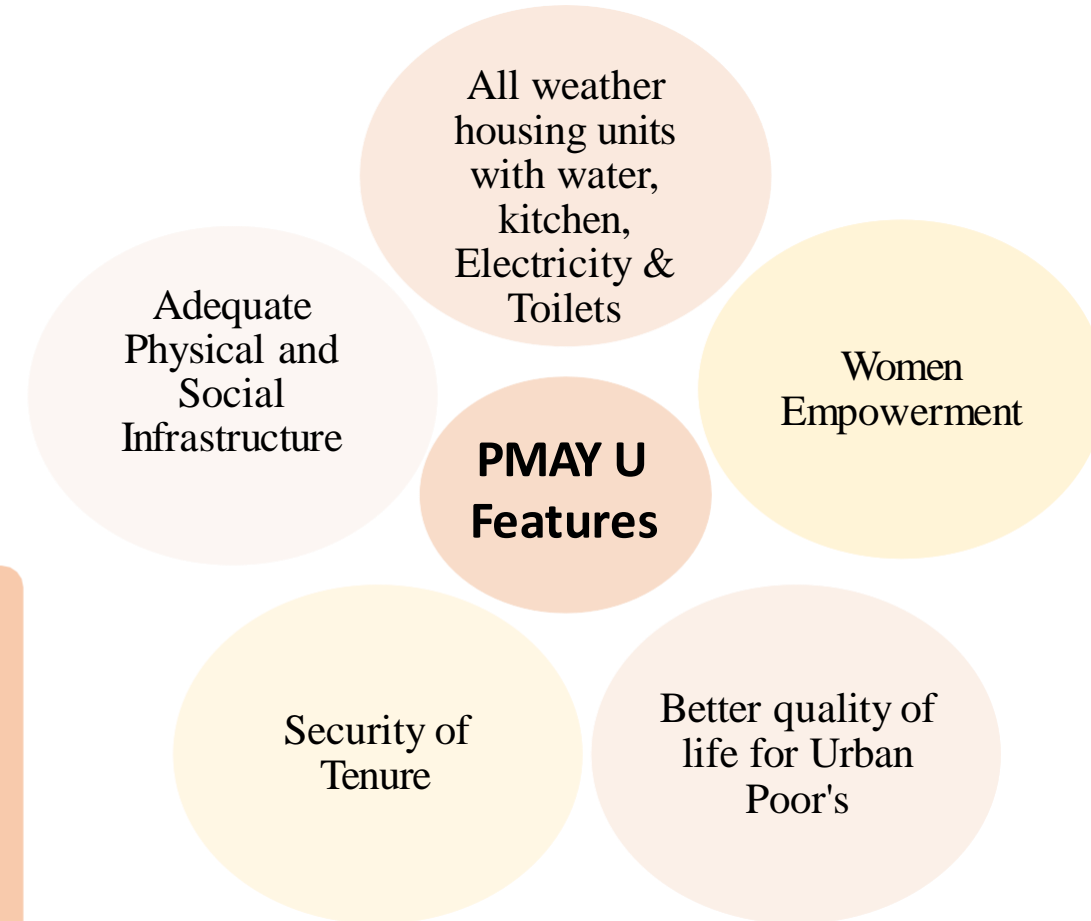 All weather
housing units
with water,
kitchen,
Electricity &
Toilets
Women
Empowerment
Better quality of
life for Urban
Poor's
Security of
Tenure
Adequate
Physical and
Social
Infrastructure
PMAY U
Features